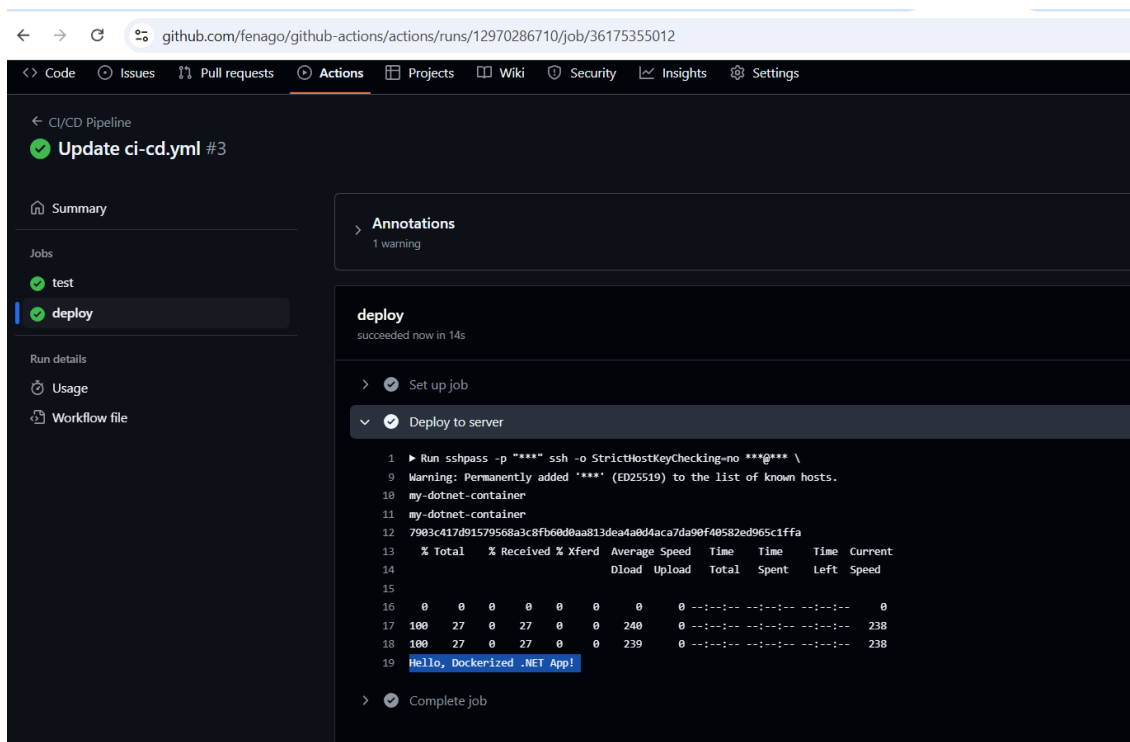 github.com/fenago/github-actions/actions/runs/12970286710/job/36175355012
Code Issues Pull requests Actions Projects Wiki Security Insights Settings
CI/CD Pipeline
Update ci-cd.yml #3
Summary
Jobs
test
deploy
Run details
Usage
Workflow file
Annotations
1 warning
deploy
succeeded now in 14s
Set up job
Deploy to server
1 Run sshpass -p "***" ssh -o StrictHostKeyChecking=no ***@*** \
9 Warning: Permanently added '***' (ED25519) to the list of known hosts.
10 my-dotnet-container
11 my-dotnet-container
12 7903c417d91579568a3c8fb60d0aa813dea4a0d4aca7da90f40582ed965c1ffa
13 % Total % Received % Xferd Average Speed Time Time Time Current
14 Dload Upload Total Spent Left Speed
15
16 0 0 0 0 0 0 0 0 --:--:-- --:--:-- --:--:-- 0
17 100 27 0 27 0 0 240 0 --:--:-- --:--:-- --:--:-- 238
18 100 27 0 27 0 0 239 0 --:--:-- --:--:-- --:--:-- 238
19 Hello, Dockerized .NET App!
Complete job